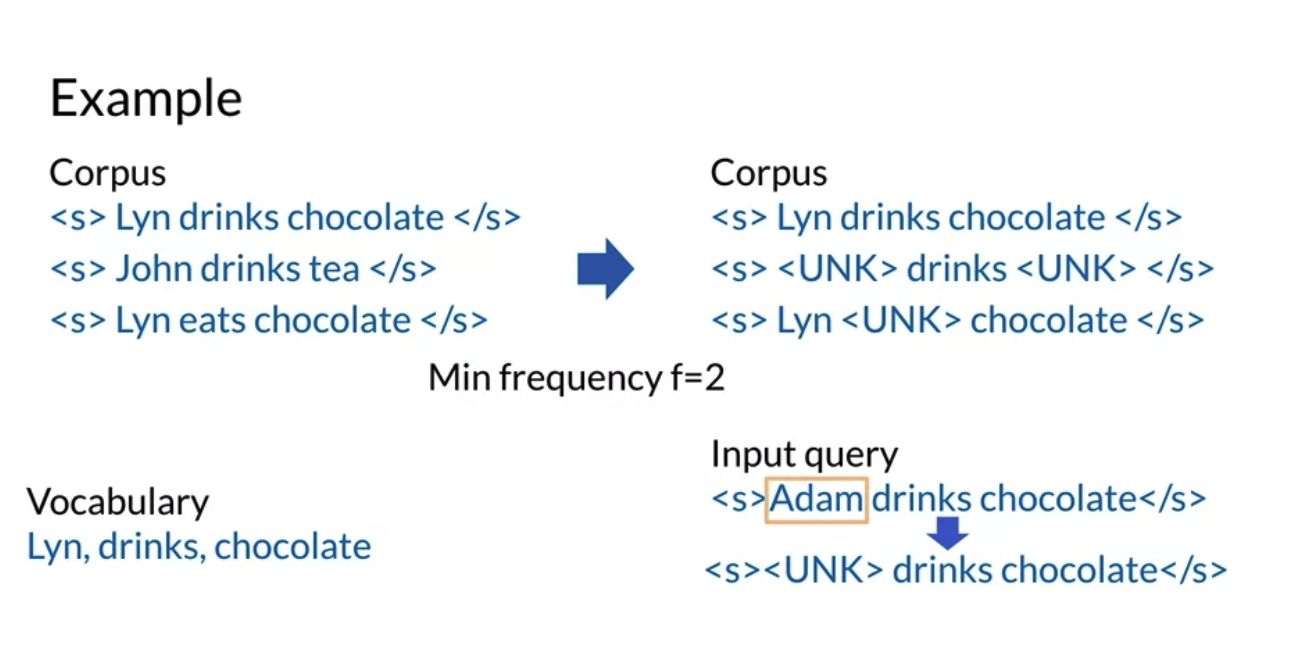 Example
Corpus
<s> Lyn drinks chocolate </s>
<s> John drinks tea </s>
<s> Lyn eats chocolate </s>
Corpus
<s> Lyn drinks chocolate </s>
<s> <UNK> drinks <UNK> </s>
<s> Lyn <UNK> chocolate </s>
Min frequency f=2
Vocabulary
Lyn, drinks, chocolate
Input query
<s>Adam drinks chocolate</s>
<s><UNK> drinks chocolate</s>